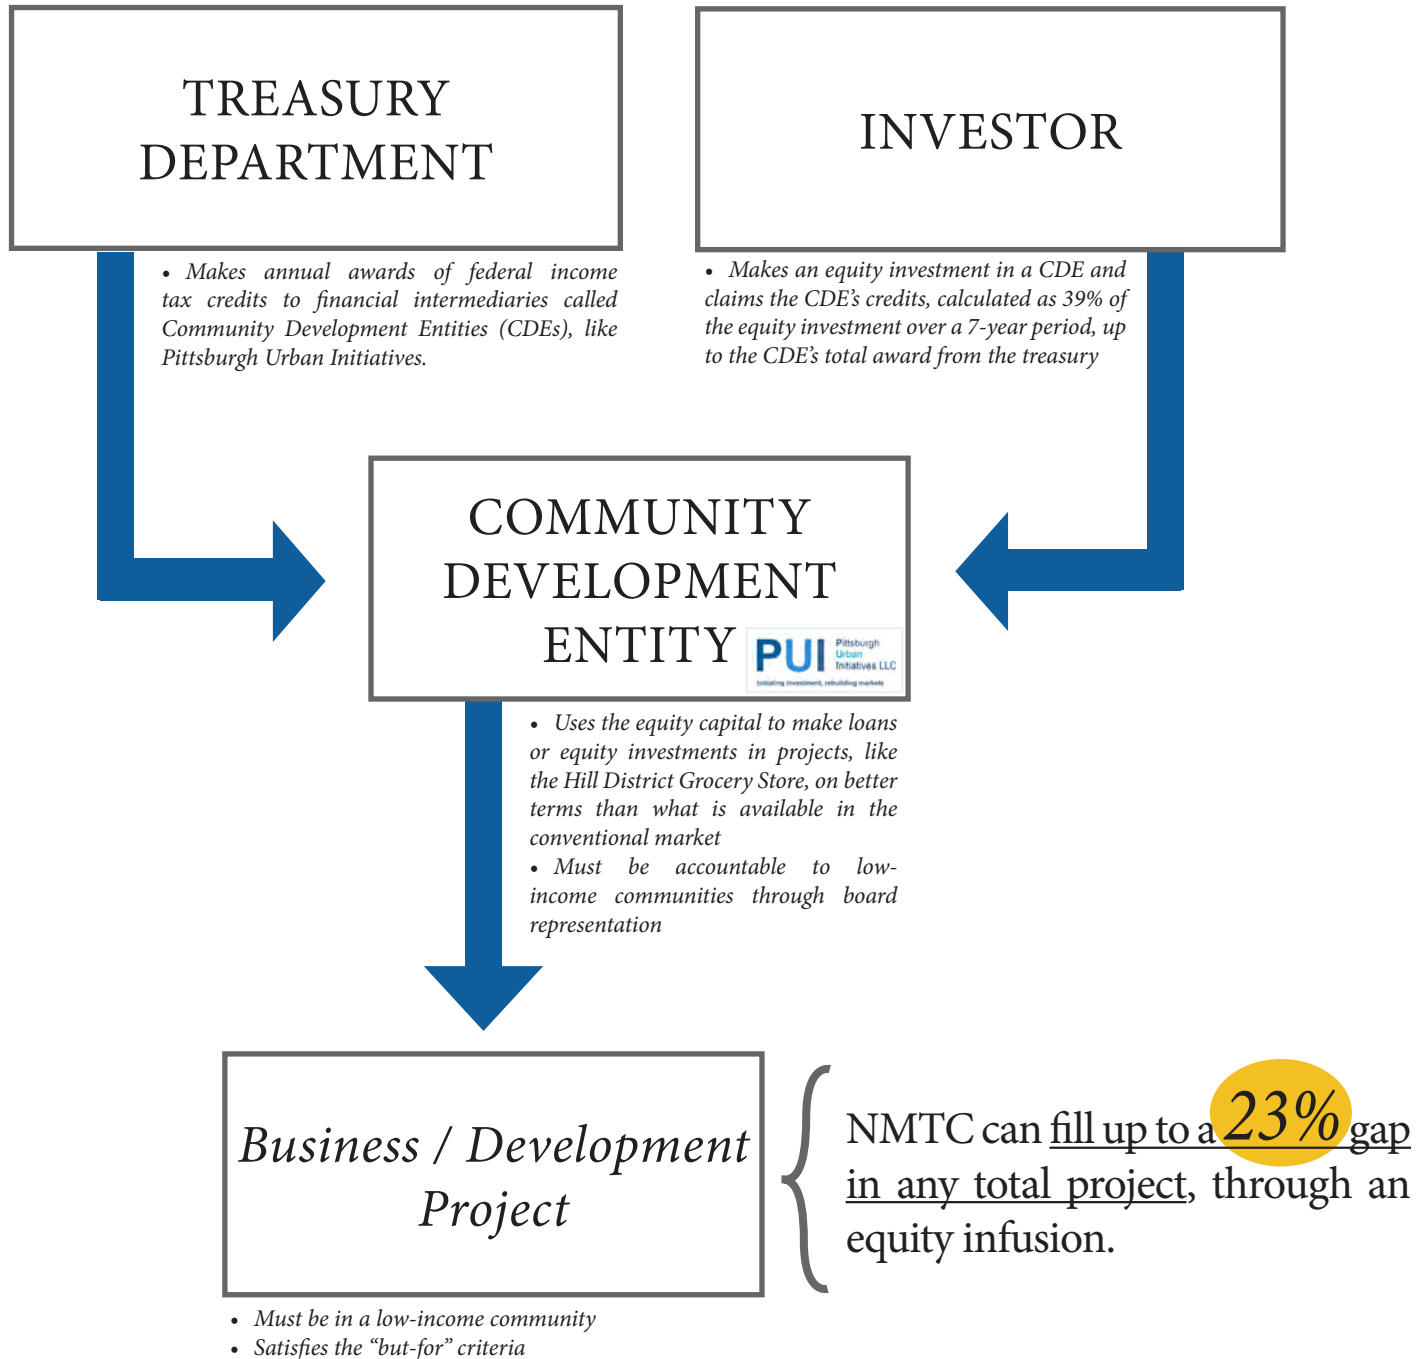 TREASURY
DEPARTMENT
INVESTOR
• Makes annual awards of federal income
tax credits to financial intermediaries called
Community Development Entities (CDEs), like
Pittsburgh Urban Initiatives.
• Makes an equity investment in a CDE and
claims the CDE’s credits, calculated as 39% of
the equity investment over a 7-year period, up
to the CDE’s total award from the treasury
COMMUNITY
DEVELOPMENT
ENTITY
PUI
Pittsburgh
Urban
Initiatives LLC
Initiating investment, rebuilding markets
• Uses the equity capital to make loans
or equity investments in projects, like
the Hill District Grocery Store, on better
terms than what is available in the
conventional market
• Must be accountable to low-
income communities through board
representation
Business / Development
Project
NMTC can fill up to a 23% gap
in any total project, through an
equity infusion.
• Must be in a low-income community
• Satisfies the “but-for” criteria